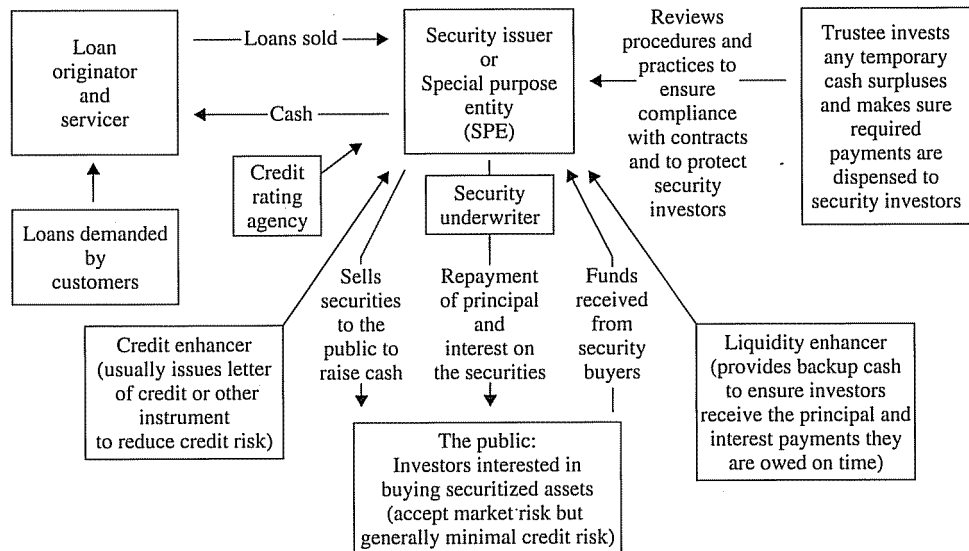 Loan
originator
and
servicer
Loans sold
Cash
Security issuer
or
Special purpose
entity
(SPE)
Reviews
procedures and
practices to
ensure
compliance
with contracts
and to protect
security
investors
Trustee invests
any temporary
cash surpluses
and makes sure
required
payments are
dispensed to
security investors
Credit
rating
agency
Security
underwriter
Loans demanded
by
customers
Sells
securities
to the
public to
raise cash
Repayment
of principal
and
interest on
the securities
Funds
received
from
security
buyers
Credit enhancer
(usually issues letter
of credit or other
instrument
to reduce credit risk)
Liquidity enhancer
(provides backup cash
to ensure investors
receive the principal and
interest payments they
are owed on time)
The public:
Investors interested in
buying securitized assets
(accept market risk but
generally minimal credit risk)